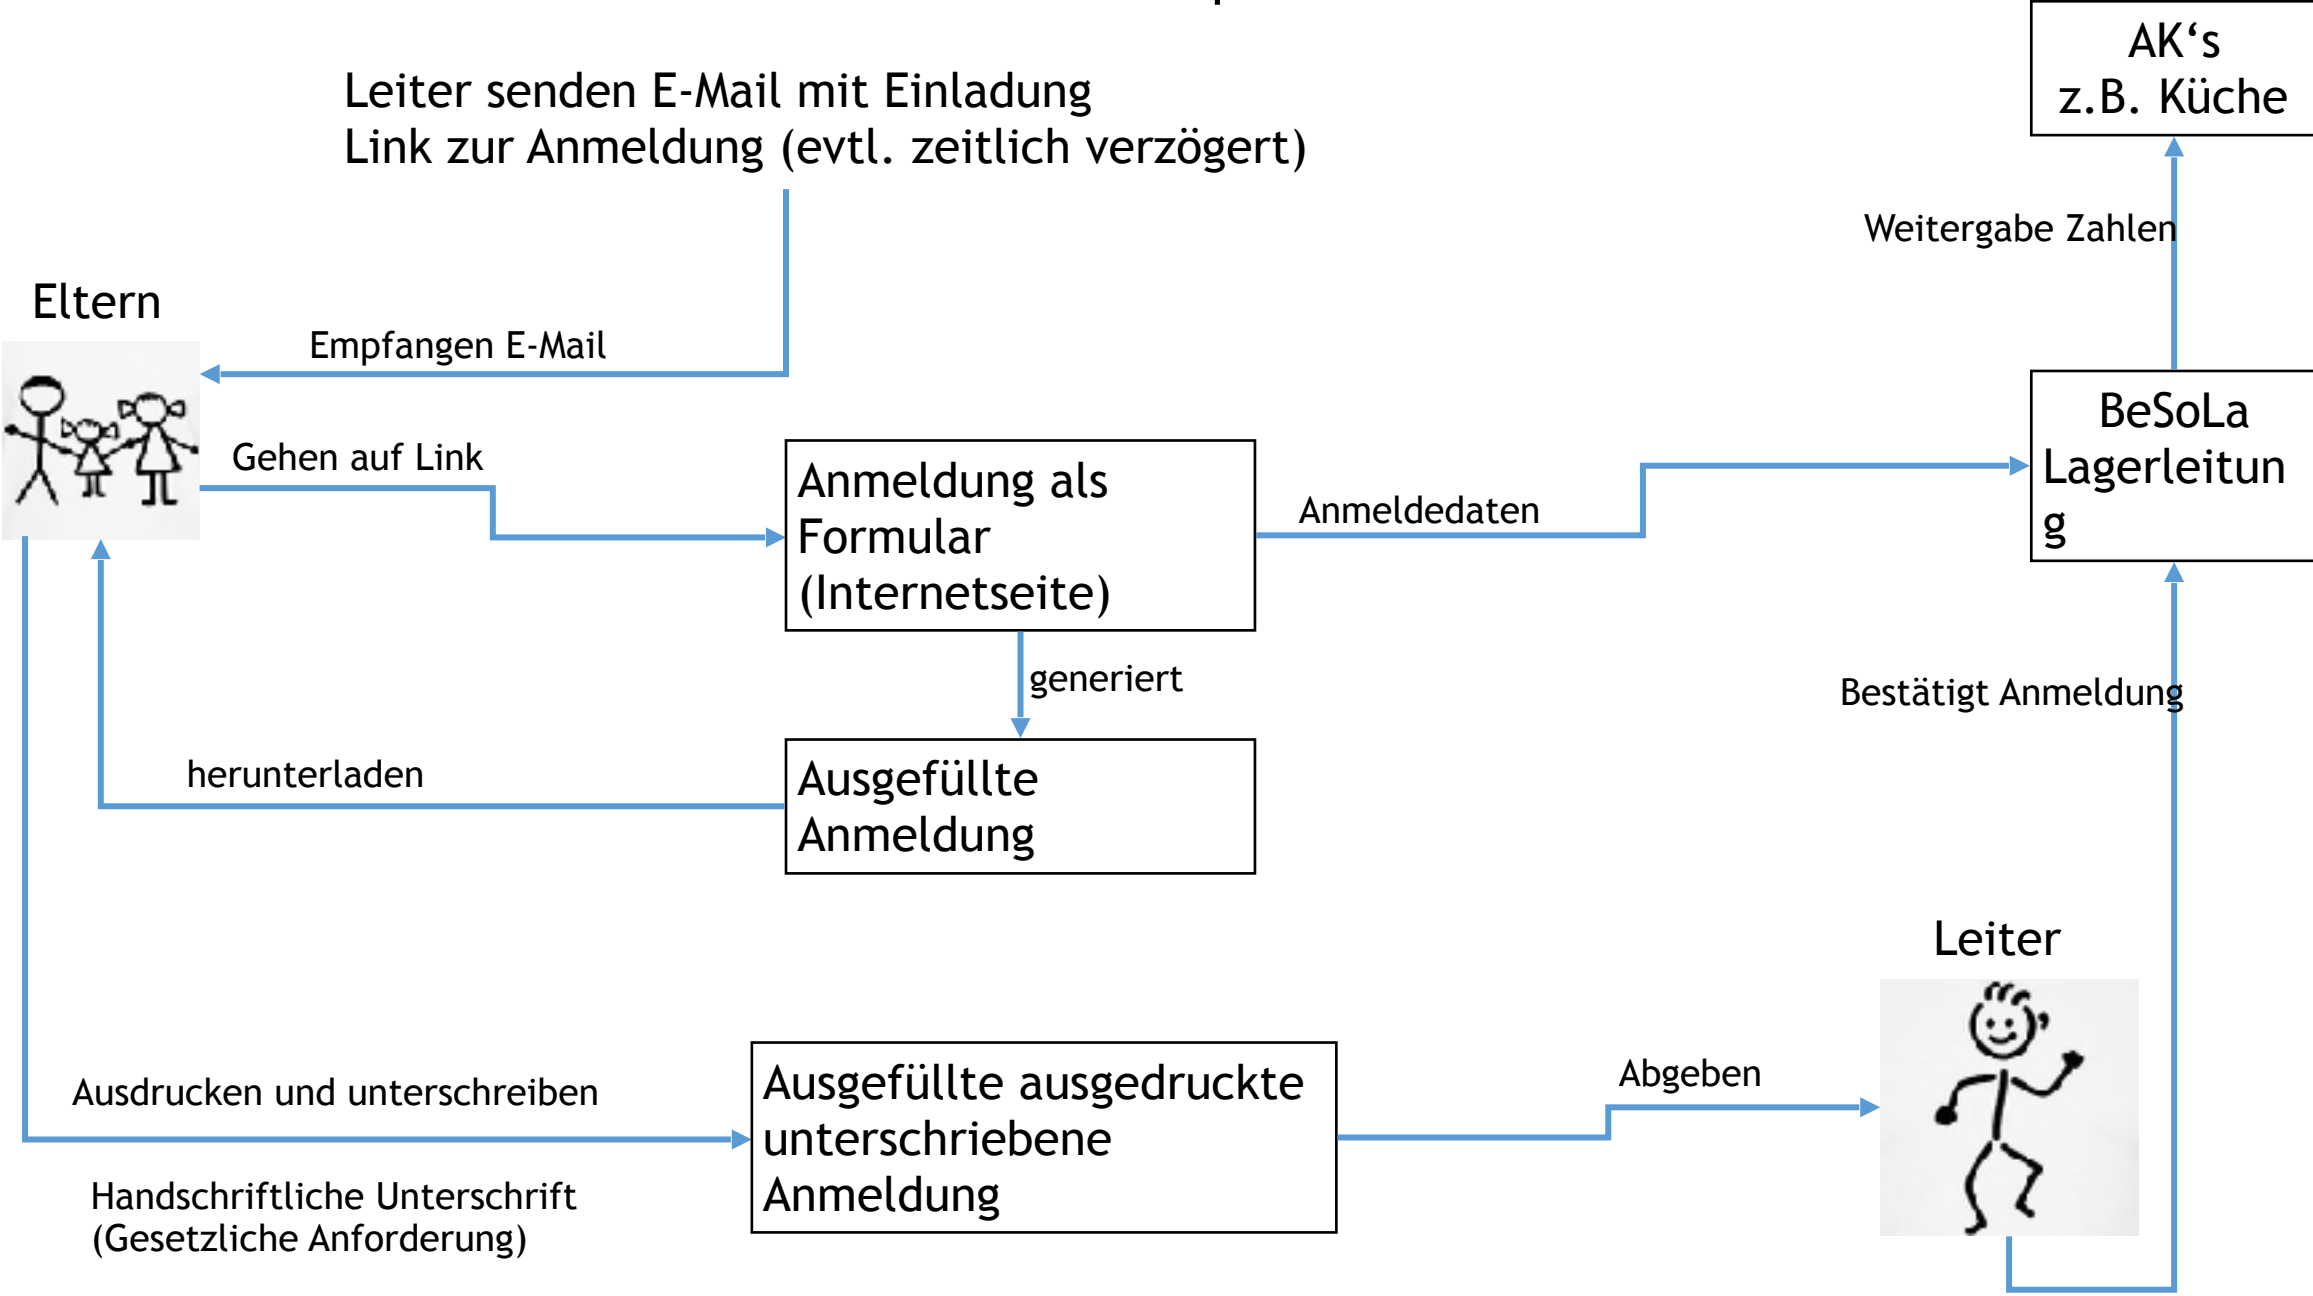 AK‘s
z.B. Küche
Leiter senden E-Mail mit Einladung
Link zur Anmeldung (evtl. zeitlich verzögert)
Weitergabe Zahlen
Eltern
Empfangen E-Mail
BeSoLa
Lagerleitun
g
Gehen auf Link
Anmeldung als
Formular
(Internetseite)
Anmeldedaten
generiert
Bestätigt Anmeldung
herunterladen
Ausgefüllte
Anmeldung
Leiter
Ausdrucken und unterschreiben
Ausgefüllte ausgedruckte
unterschriebene
Anmeldung
Abgeben
Handschriftliche Unterschrift
(Gesetzliche Anforderung)